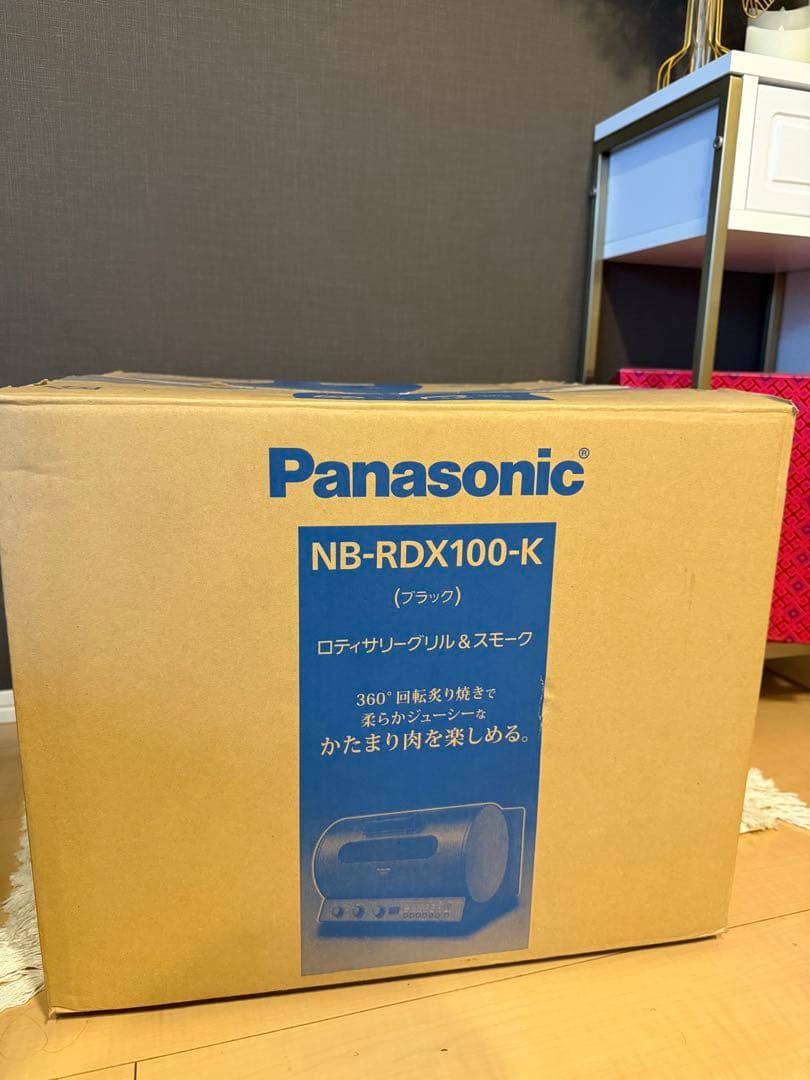 Panasonic®
NB-RDX100-K
(ブラック)
ロティサリーグリル&スモーク
360°回転炙り焼きで
柔らかジューシーな
かたまり肉を楽しめる。